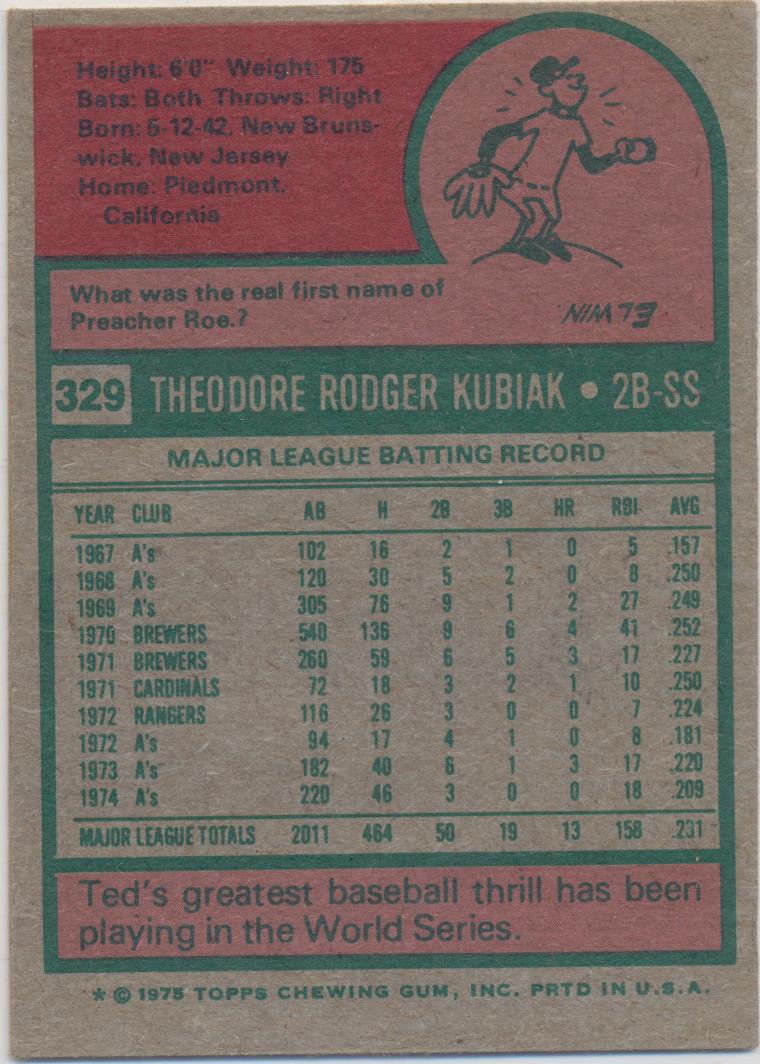 Height: 6'0" Weight: 175
Bats: Both Throws: Right
Born: 5-12-42, New Bruns-
wick, New Jersey
Home: Piedmont,
California
What was the real first name of
Preacher Roe.?
ELWIN
329 THEODORE RODGER KUBIAK • 2B-SS
MAJOR LEAGUE BATTING RECORD
YEAR CLUB AB H 2B 3B HR RBI AVG
1967 A's 102 16 2 1 0 5 .157
1968 A's 120 30 5 2 0 8 .250
1969 A's 305 76 9 1 2 27 .249
1970 BREWERS 540 136 9 6 4 41 .252
1971 BREWERS 260 59 6 5 3 17 .227
1971 CARDINALS 72 18 3 2 1 10 .250
1972 RANGERS 116 26 3 0 0 7 .224
1972 A's 94 17 4 1 0 8 .181
1973 A's 182 40 6 1 3 17 .220
1974 A's 220 46 3 0 0 18 .209
MAJOR LEAGUE TOTALS 2011 464 50 19 13 158 .231
Ted's greatest baseball thrill has been
playing in the World Series.
* © 1975 TOPPS CHEWING GUM, INC. PRTD IN U.S.A.